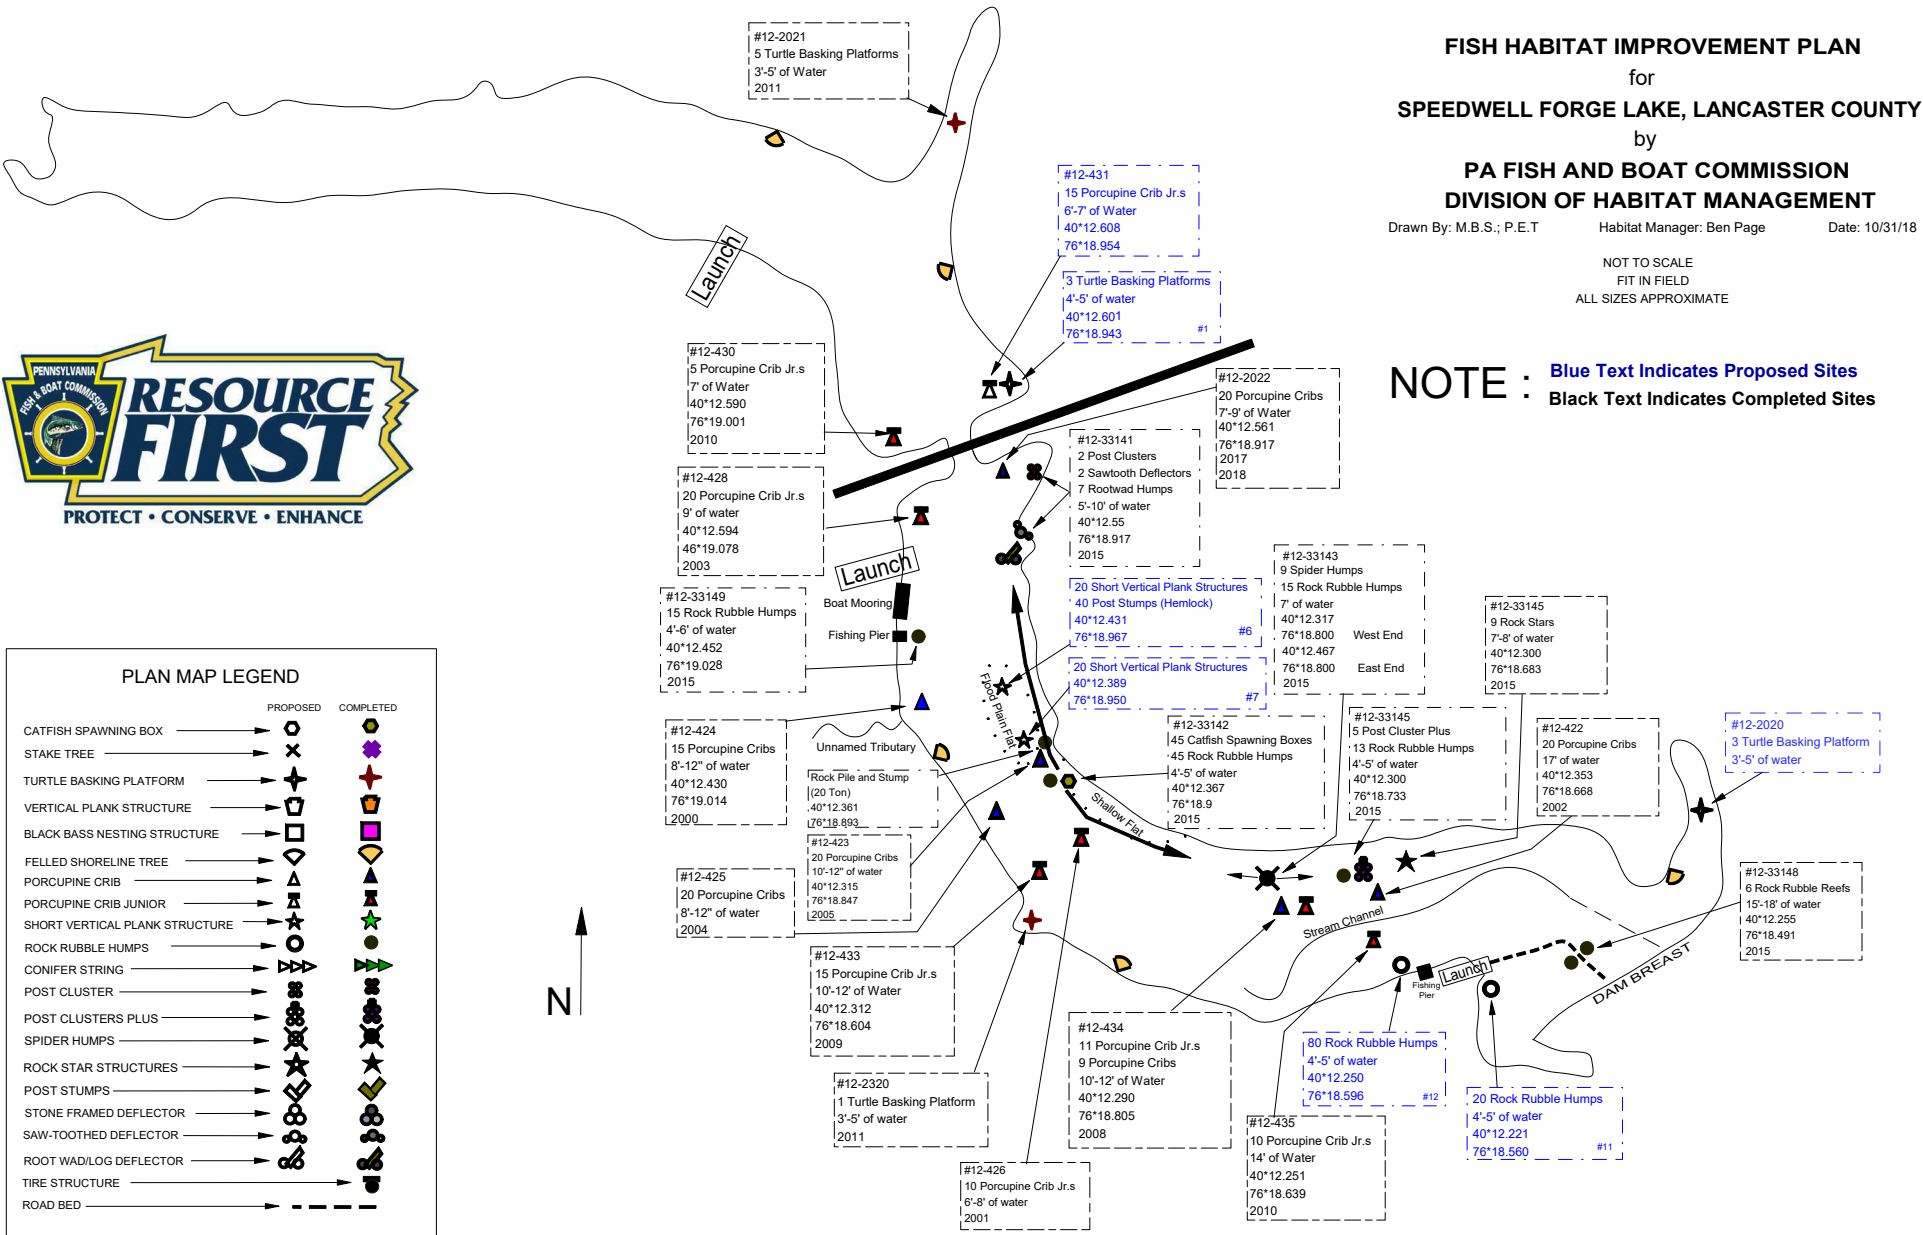 FISH HABITAT IMPROVEMENT PLAN
for
SPEEDWELL FORGE LAKE, LANCASTER COUNTY
by
PA FISH AND BOAT COMMISSION
DIVISION OF HABITAT MANAGEMENT
Drawn By: M.B.S.; P.E.T Habitat Manager: Ben Page Date: 10/31/18
NOT TO SCALE
FIT IN FIELD
ALL SIZES APPROXIMATE
NOTE : Blue Text Indicates Proposed Sites
Black Text Indicates Completed Sites
#12-2021
5 Turtle Basking Platforms
3'-5' of Water
2011
#12-431
15 Porcupine Crib Jr.s
6'-7' of Water
40*12.608
76*18.954
3 Turtle Basking Platforms
4'-5' of water
40*12.601
76*18.943 #1
Launch
PENNSYLVANIA
FISH & BOAT COMMISSION
RESOURCE
FIRST
PROTECT • CONSERVE • ENHANCE
#12-430
5 Porcupine Crib Jr.s
7' of Water
40*12.590
76*19.001
2010
#12-2022
20 Porcupine Cribs
7'-9' of Water
40*12.561
76*18.917
2017
2018
#12-33141
2 Post Clusters
2 Sawtooth Deflectors
7 Rootwad Humps
5'-10' of water
40*12.55
76*18.917
2015
#12-428
20 Porcupine Crib Jr.s
9' of water
40*12.594
46*19.078
2003
Launch
Boat Mooring
Fishing Pier
#12-33149
15 Rock Rubble Humps
4'-6' of water
40*12.452
76*19.028
2015
20 Short Vertical Plank Structures
40 Post Stumps (Hemlock)
40*12.431
76*18.967 #6
20 Short Vertical Plank Structures
40*12.389
76*18.950 #7
#12-33143
9 Spider Humps
15 Rock Rubble Humps
7' of water
40*12.317
76*18.800 West End
40*12.467
76*18.800 East End
2015
#12-33145
9 Rock Stars
7'-8' of water
40*12.300
76*18.683
2015
Flood Plain Flat
#12-424
15 Porcupine Cribs
8'-12" of water
40*12.430
76*19.014
2000
Unnamed Tributary
Rock Pile and Stump
(20 Ton)
40*12.361
76*18.893
#12-33142
45 Catfish Spawning Boxes
45 Rock Rubble Humps
4'-5' of water
40*12.367
76*18.9
2015
#12-33145
5 Post Cluster Plus
13 Rock Rubble Humps
4'-5' of water
40*12.300
76*18.733
2015
#12-422
20 Porcupine Cribs
17' of water
40*12.353
76*18.668
2002
#12-2020
3 Turtle Basking Platform
3'-5' of water
Shallow Flat
#12-423
20 Porcupine Cribs
10'-12" of water
40*12.315
76*18.847
2005
#12-425
20 Porcupine Cribs
8'-12" of water
2004
#12-33148
6 Rock Rubble Reefs
15'-18' of water
40*12.255
76*18.491
2015
Stream Channel
Launch
Fishing
Pier
DAM BREAST
N
#12-433
15 Porcupine Crib Jr.s
10'-12' of Water
40*12.312
76*18.604
2009
#12-2320
1 Turtle Basking Platform
3'-5' of water
2011
#12-434
11 Porcupine Crib Jr.s
9 Porcupine Cribs
10'-12' of Water
40*12.290
76*18.805
2008
80 Rock Rubble Humps
4'-5' of water
40*12.250
76*18.596 #12
20 Rock Rubble Humps
4'-5' of water
40*12.221
76*18.560 #11
#12-435
10 Porcupine Crib Jr.s
14' of Water
40*12.251
76*18.639
2010
#12-426
10 Porcupine Crib Jr.s
6'-8' of water
2001
PLAN MAP LEGEND
PROPOSED COMPLETED
CATFISH SPAWNING BOX
STAKE TREE
TURTLE BASKING PLATFORM
VERTICAL PLANK STRUCTURE
BLACK BASS NESTING STRUCTURE
FELLED SHORELINE TREE
PORCUPINE CRIB
PORCUPINE CRIB JUNIOR
SHORT VERTICAL PLANK STRUCTURE
ROCK RUBBLE HUMPS
CONIFER STRING
POST CLUSTER
POST CLUSTERS PLUS
SPIDER HUMPS
ROCK STAR STRUCTURES
POST STUMPS
STONE FRAMED DEFLECTOR
SAW-TOOTHED DEFLECTOR
ROOT WAD/LOG DEFLECTOR
TIRE STRUCTURE
ROAD BED